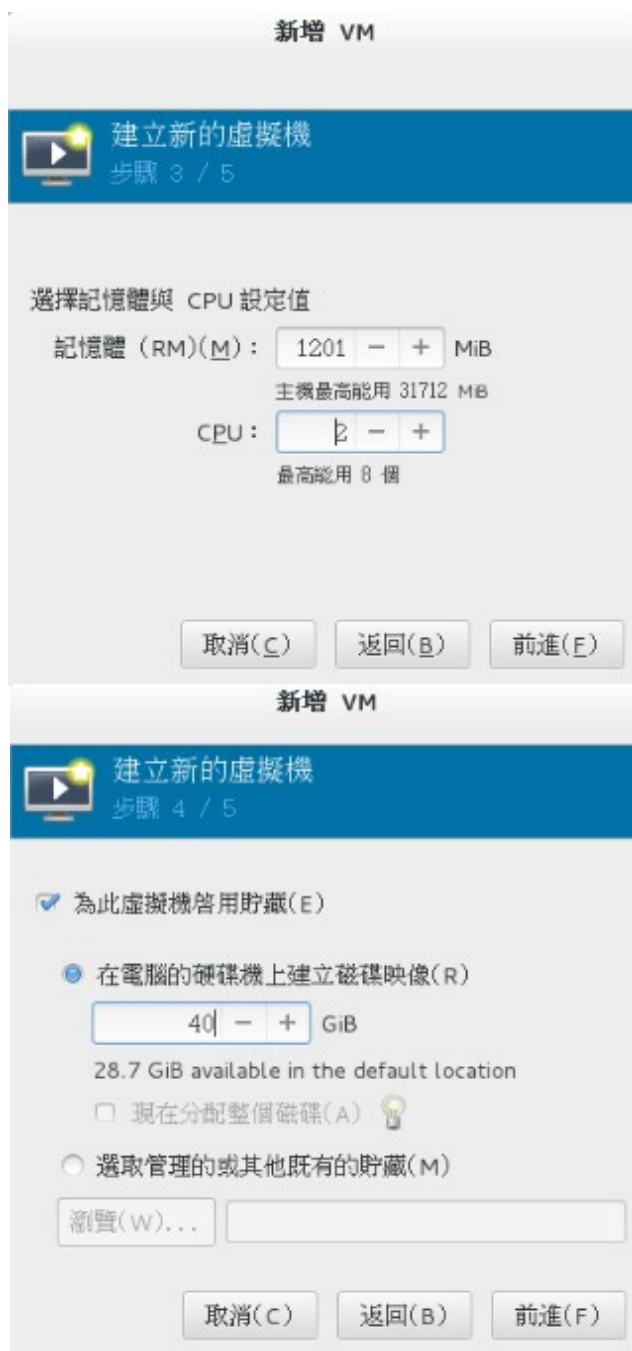 新增 VM
建立新的虛擬機
步驟 3 / 5
選擇記憶體與 CPU 設定值
記憶體 (RM)(M): 1201 − + MiB
主機最高能用 31712 MiB
CPU: 2 − +
最高能用 8 個
取消(C) 返回(B) 前進(F)
新增 VM
建立新的虛擬機
步驟 4 / 5
為此虛擬機啓用貯藏(E)
在電腦的硬碟機上建立磁碟映像(R)
40 − + GiB
28.7 GiB available in the default location
現在分配整個磁碟(A)
選取管理的或其他既有的貯藏(M)
瀏覽(W)...
取消(C) 返回(B) 前進(F)